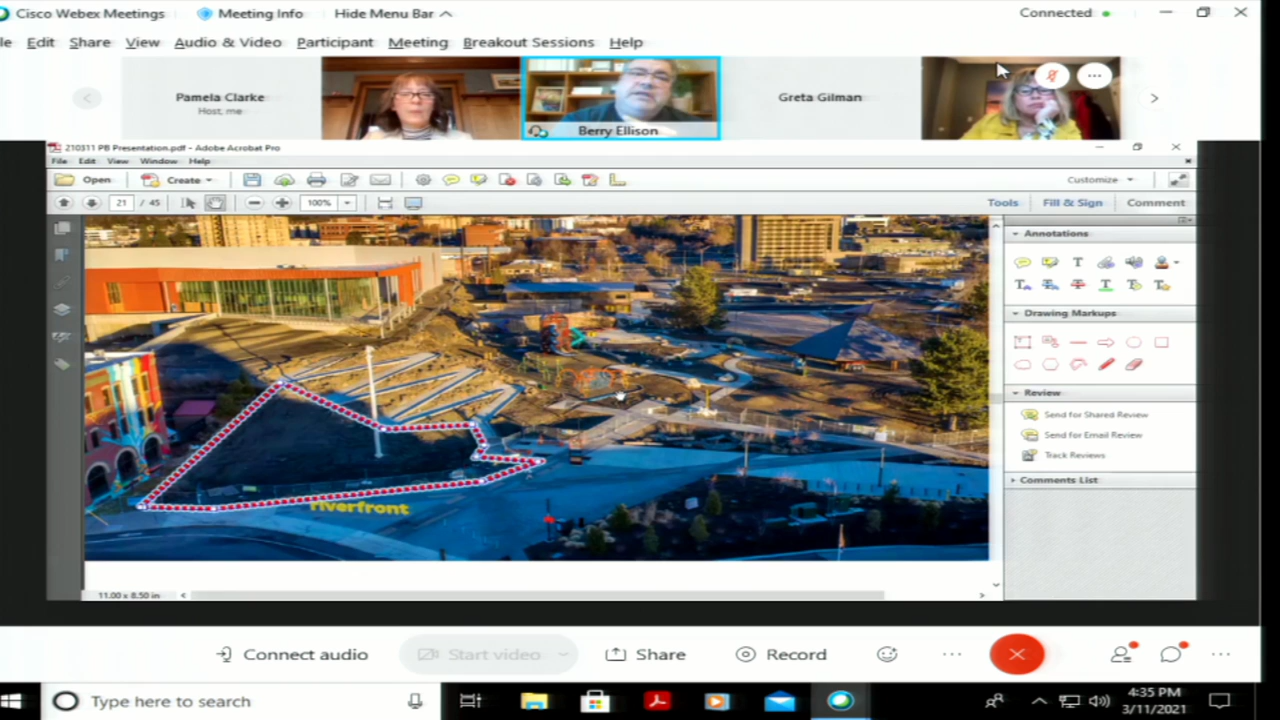 Cisco Webex Meetings Meeting Info Hide Menu Bar Connected
le Edit Share View Audio & Video Participant Meeting Breakout Sessions Help
Pamela Clarke
Host, me
Berry Ellison
Greta Gilman
210311 PB Presentation.pdf - Adobe Acrobat Pro
File Edit View Window Help
Open Create Customize
21 / 45 100% Tools Fill & Sign Comment
Annotations
Drawing Markups
Review
Send for Shared Review
Send for Email Review
Track Reviews
Comments List
riverfront
11.00 x 8.50 in
Connect audio Start video Share Record
Type here to search
4:35 PM
3/11/2021